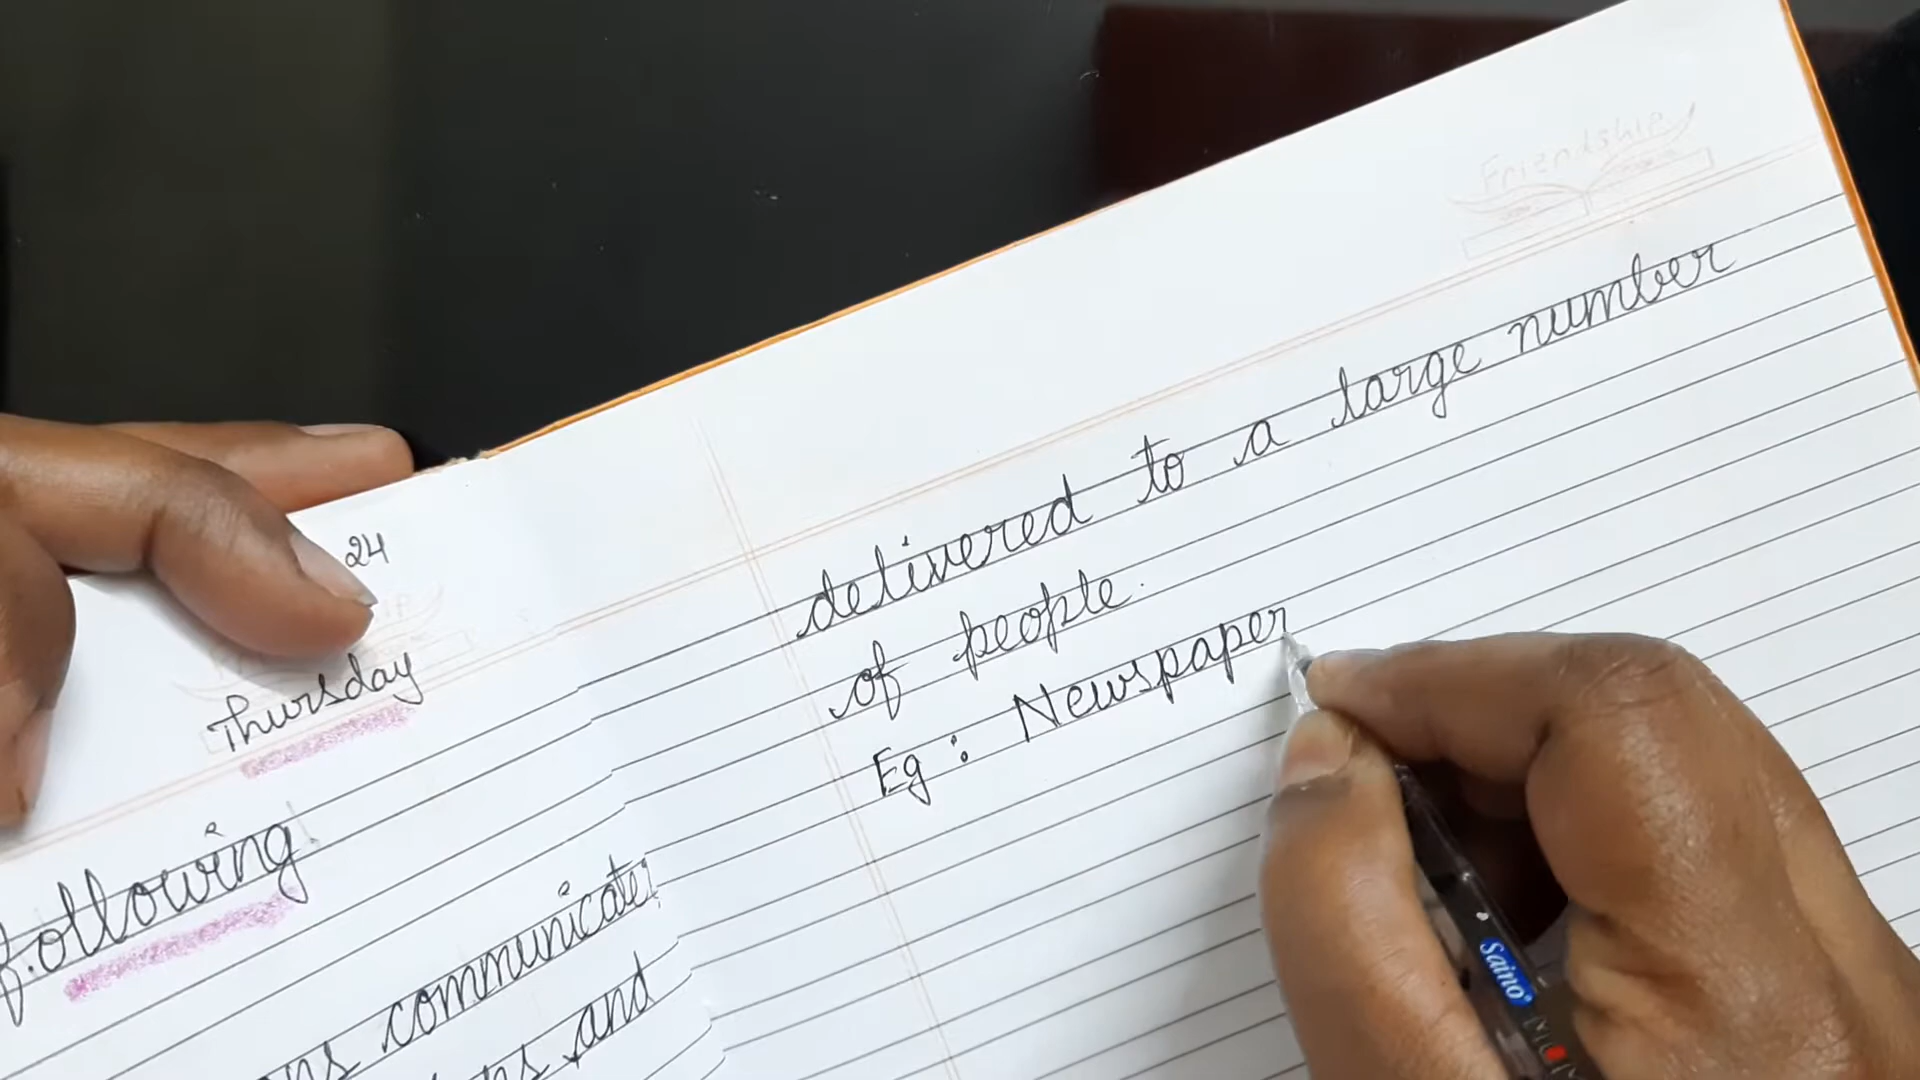 24
Thursday
following
communicate
and
Friendship
delivered to a large number
of people.
Eg : Newspaper
Saino